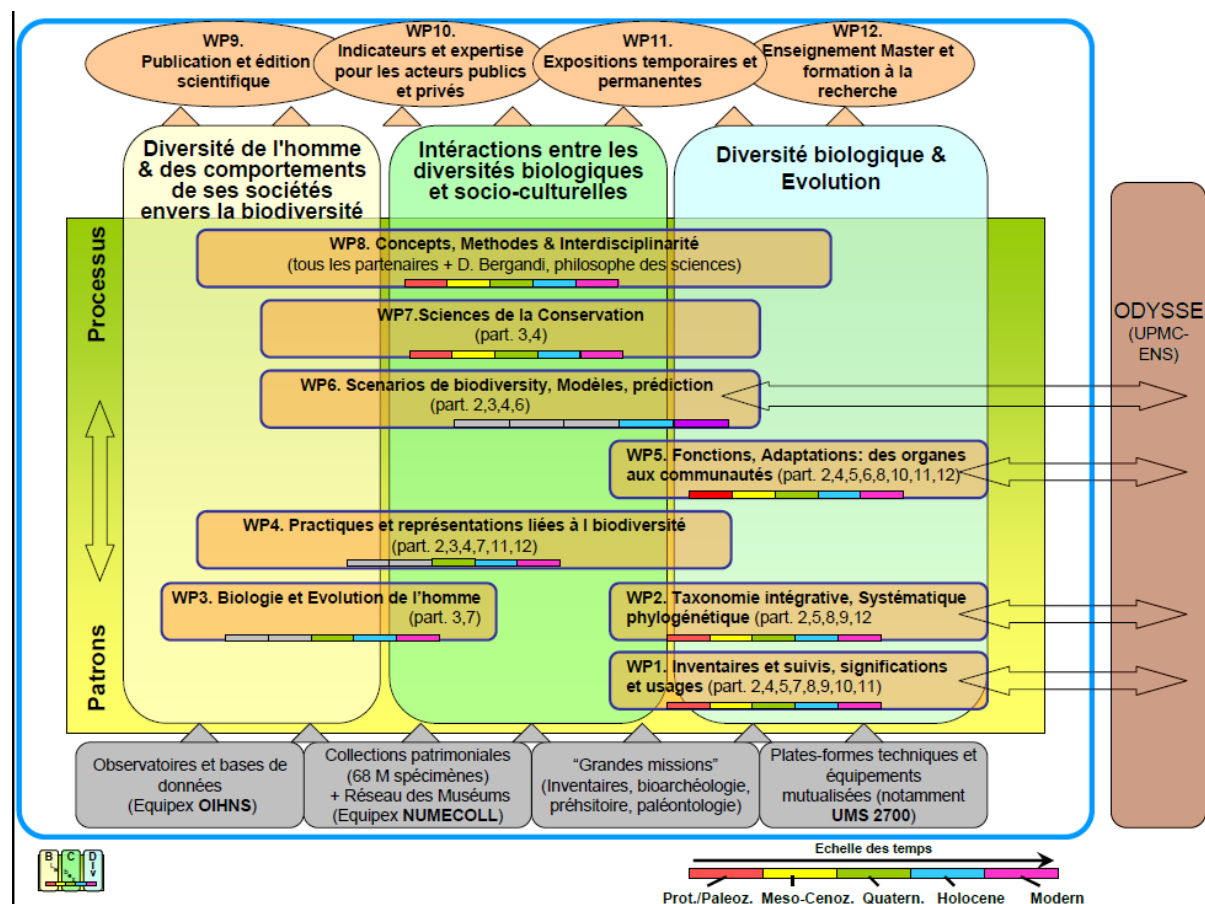 WP9.
Publication et édition
scientifique
WP10.
Indicateurs et expertise
pour les acteurs publics
et privés
WP11.
Expositions temporaires et
permanentes
WP12.
Enseignement Master et
formation à la
recherche
Diversité de l'homme
& des comportements
de ses sociétés
envers la biodiversité
Intéractions entre les
diversités biologiques
et socio-culturelles
Diversité biologique &
Evolution
Processus
Patrons
WP8. Concepts, Methodes & Interdisciplinarité
(tous les partenaires + D. Bergandi, philosophe des sciences)
WP7.Sciences de la Conservation
(part. 3,4)
WP6. Scenarios de biodiversity, Modèles, prédiction
(part. 2,3,4,6)
WP5. Fonctions, Adaptations: des organes
aux communautés (part. 2,4,5,6,8,10,11,12)
WP4. Practiques et représentations liées à l biodiversité
(part. 2,3,4,7,11,12)
WP3. Biologie et Evolution de l'homme
(part. 3,7)
WP2. Taxonomie intégrative, Systématique
phylogénétique (part. 2,5,8,9,12
WP1. Inventaires et suivis, significations
et usages (part. 2,4,5,7,8,9,10,11)
ODYSSE
(UPMC-
ENS)
Observatoires et bases de
données
(Equipex OIHNS)
Collections patrimoniales
(68 M spécimènes)
+ Réseau des Muséums
(Equipex NUMECOLL)
“Grandes missions”
(Inventaires, bioarchéologie,
préhsitoire, paléontologie)
Plates-formes techniques et
équipements
mutualisées (notamment
UMS 2700)
B C D
I
V
Echelle des temps
Prot./Paleoz. Meso-Cenoz. Quatern. Holocene Modern